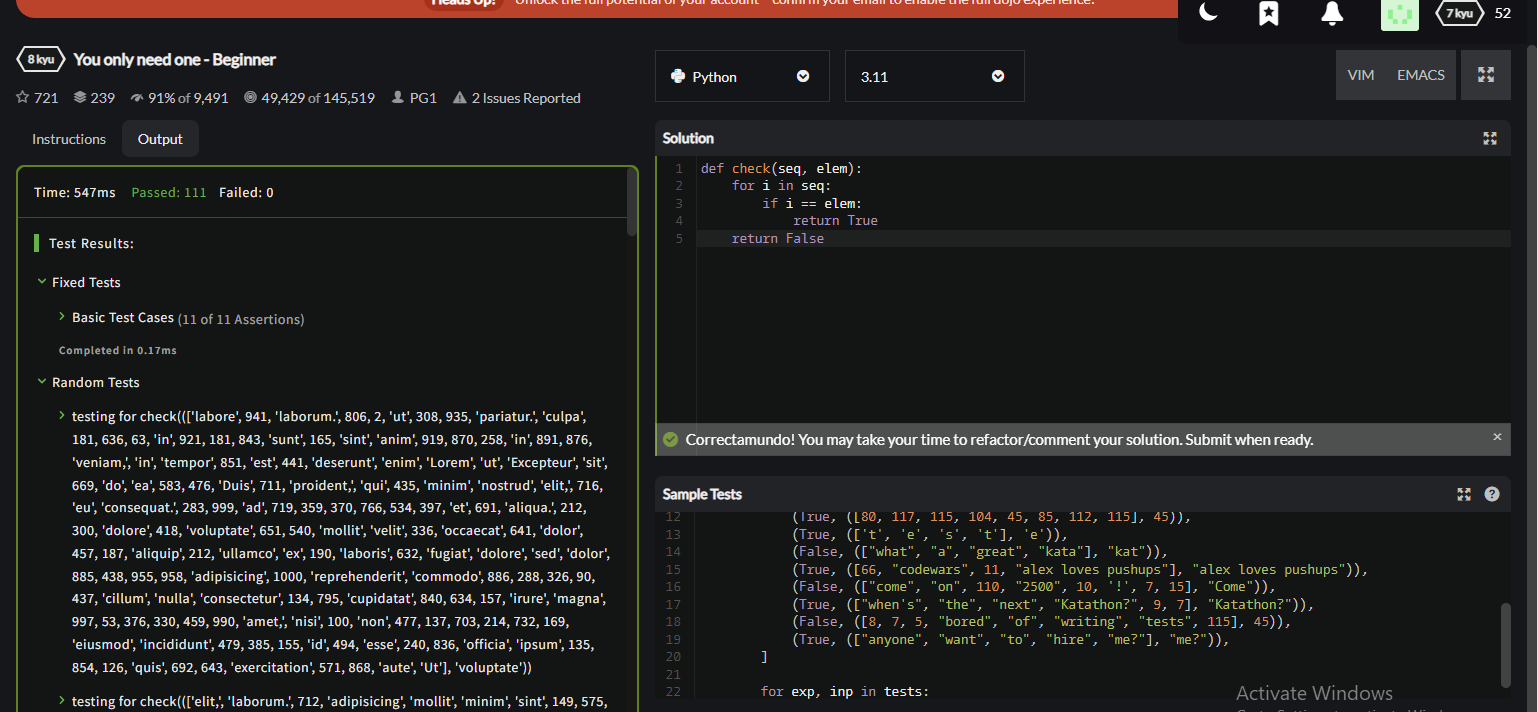 Heads Up! Unlock the full potential of your account - confirm your email to enable the full dojo experience.
7 kyu 52
8 kyu You only need one - Beginner
721 239 91% of 9,491 49,429 of 145,519 PG1 2 Issues Reported
Instructions Output
Time: 547ms Passed: 111 Failed: 0
Test Results:
Fixed Tests
Basic Test Cases (11 of 11 Assertions)
Completed in 0.17ms
Random Tests
testing for check((['labore', 941, 'laborum.', 806, 2, 'ut', 308, 935, 'pariatur.', 'culpa',
181, 636, 63, 'in', 921, 181, 843, 'sunt', 165, 'sint', 'anim', 919, 870, 258, 'in', 891, 876,
'veniam,', 'in', 'tempor', 851, 'est', 441, 'deserunt', 'enim', 'Lorem', 'ut', 'Excepteur', 'sit',
669, 'do', 'ea', 583, 476, 'Duis', 711, 'proident,', 'qui', 435, 'minim', 'nostrud', 'elit,', 716,
'eu', 'consequat.', 283, 999, 'ad', 719, 359, 370, 766, 534, 397, 'et', 691, 'aliqua.', 212,
300, 'dolore', 418, 'voluptate', 651, 540, 'mollit', 'velit', 336, 'occaecat', 641, 'dolor',
457, 187, 'aliquip', 212, 'ullamco', 'ex', 190, 'laboris', 632, 'fugiat', 'dolore', 'sed', 'dolor',
885, 438, 955, 958, 'adipisicing', 1000, 'reprehenderit', 'commodo', 886, 288, 326, 90,
437, 'cillum', 'nulla', 'consectetur', 134, 795, 'cupidatat', 840, 634, 157, 'irure', 'magna',
997, 53, 376, 330, 459, 990, 'amet,', 'nisi', 100, 'non', 477, 137, 703, 214, 732, 169,
'eiusmod', 'incididunt', 479, 385, 155, 'id', 494, 'esse', 240, 836, 'officia', 'ipsum', 135,
854, 126, 'quis', 692, 643, 'exercitation', 571, 868, 'aute', 'Ut'], 'voluptate'))
testing for check((['elit,', 'laborum.', 712, 'adipisicing', 'mollit', 'minim', 'sint', 149, 575,
Python 3.11 VIM EMACS
Solution
1 def check(seq, elem):
2 for i in seq:
3 if i == elem:
4 return True
5 return False
Correctamundo! You may take your time to refactor/comment your solution. Submit when ready. ×
Sample Tests ?
12 (True, ([80, 117, 115, 104, 45, 85, 112, 115], 45)),
13 (True, (['t', 'e', 's', 't'], 'e')),
14 (False, (["what", "a", "great", "kata"], "kat")),
15 (True, ([66, "codewars", 11, "alex loves pushups"], "alex loves pushups")),
16 (False, (["come", "on", 110, "2500", 10, '!', 7, 15], "Come")),
17 (True, (["when's", "the", "next", "Katathon?", 9, 7], "Katathon?")),
18 (False, ([8, 7, 5, "bored", "of", "writing", "tests", 115], 45)),
19 (True, (["anyone", "want", "to", "hire", "me?"], "me?")),
20 ]
21
22 for exp, inp in tests:
Activate Windows